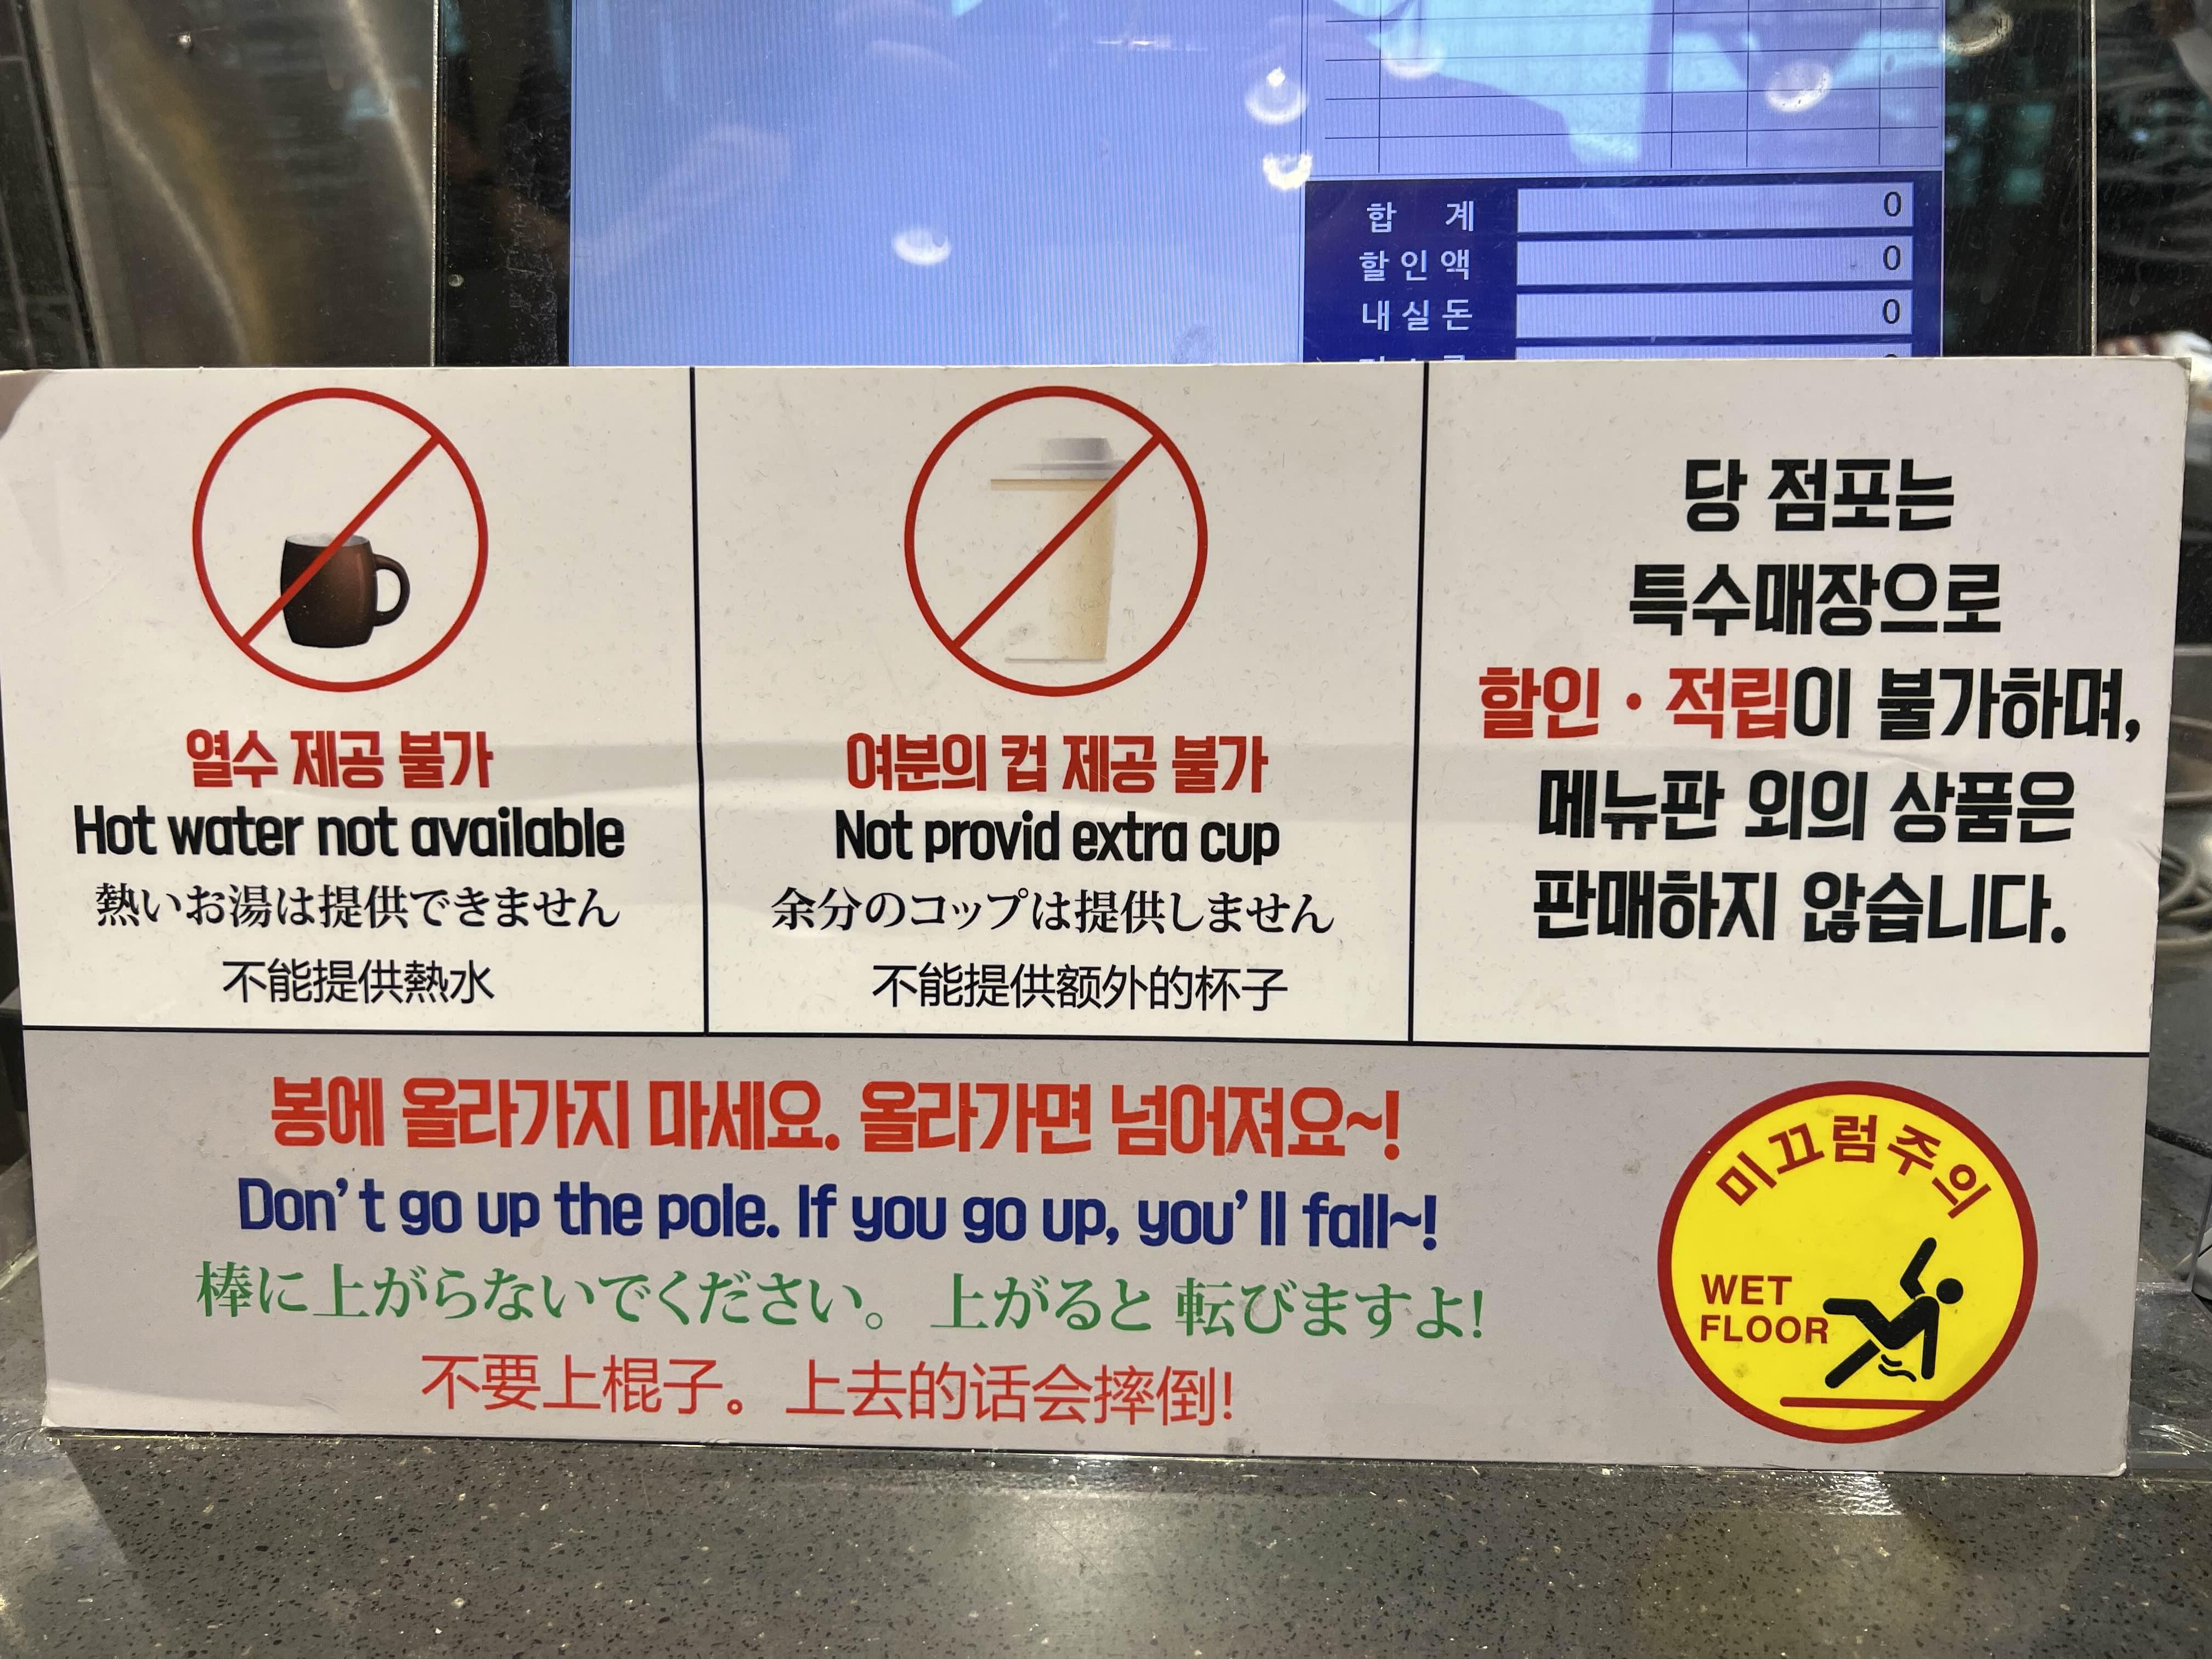 합 계 0
할인액 0
내실돈 0
열수 제공 불가
Hot water not available
熱いお湯は提供できません
不能提供熱水
여분의 컵 제공 불가
Not provid extra cup
余分のコップは提供しません
不能提供额外的杯子
당 점포는
특수매장으로
할인・적립이 불가하며,
메뉴판 외의 상품은
판매하지 않습니다.
봉에 올라가지 마세요. 올라가면 넘어져요~!
Don't go up the pole. If you go up, you'll fall~!
棒に上がらないでください。 上がると 転びますよ!
不要上棍子。上去的话会摔倒!
미끄럼주의
WET
FLOOR